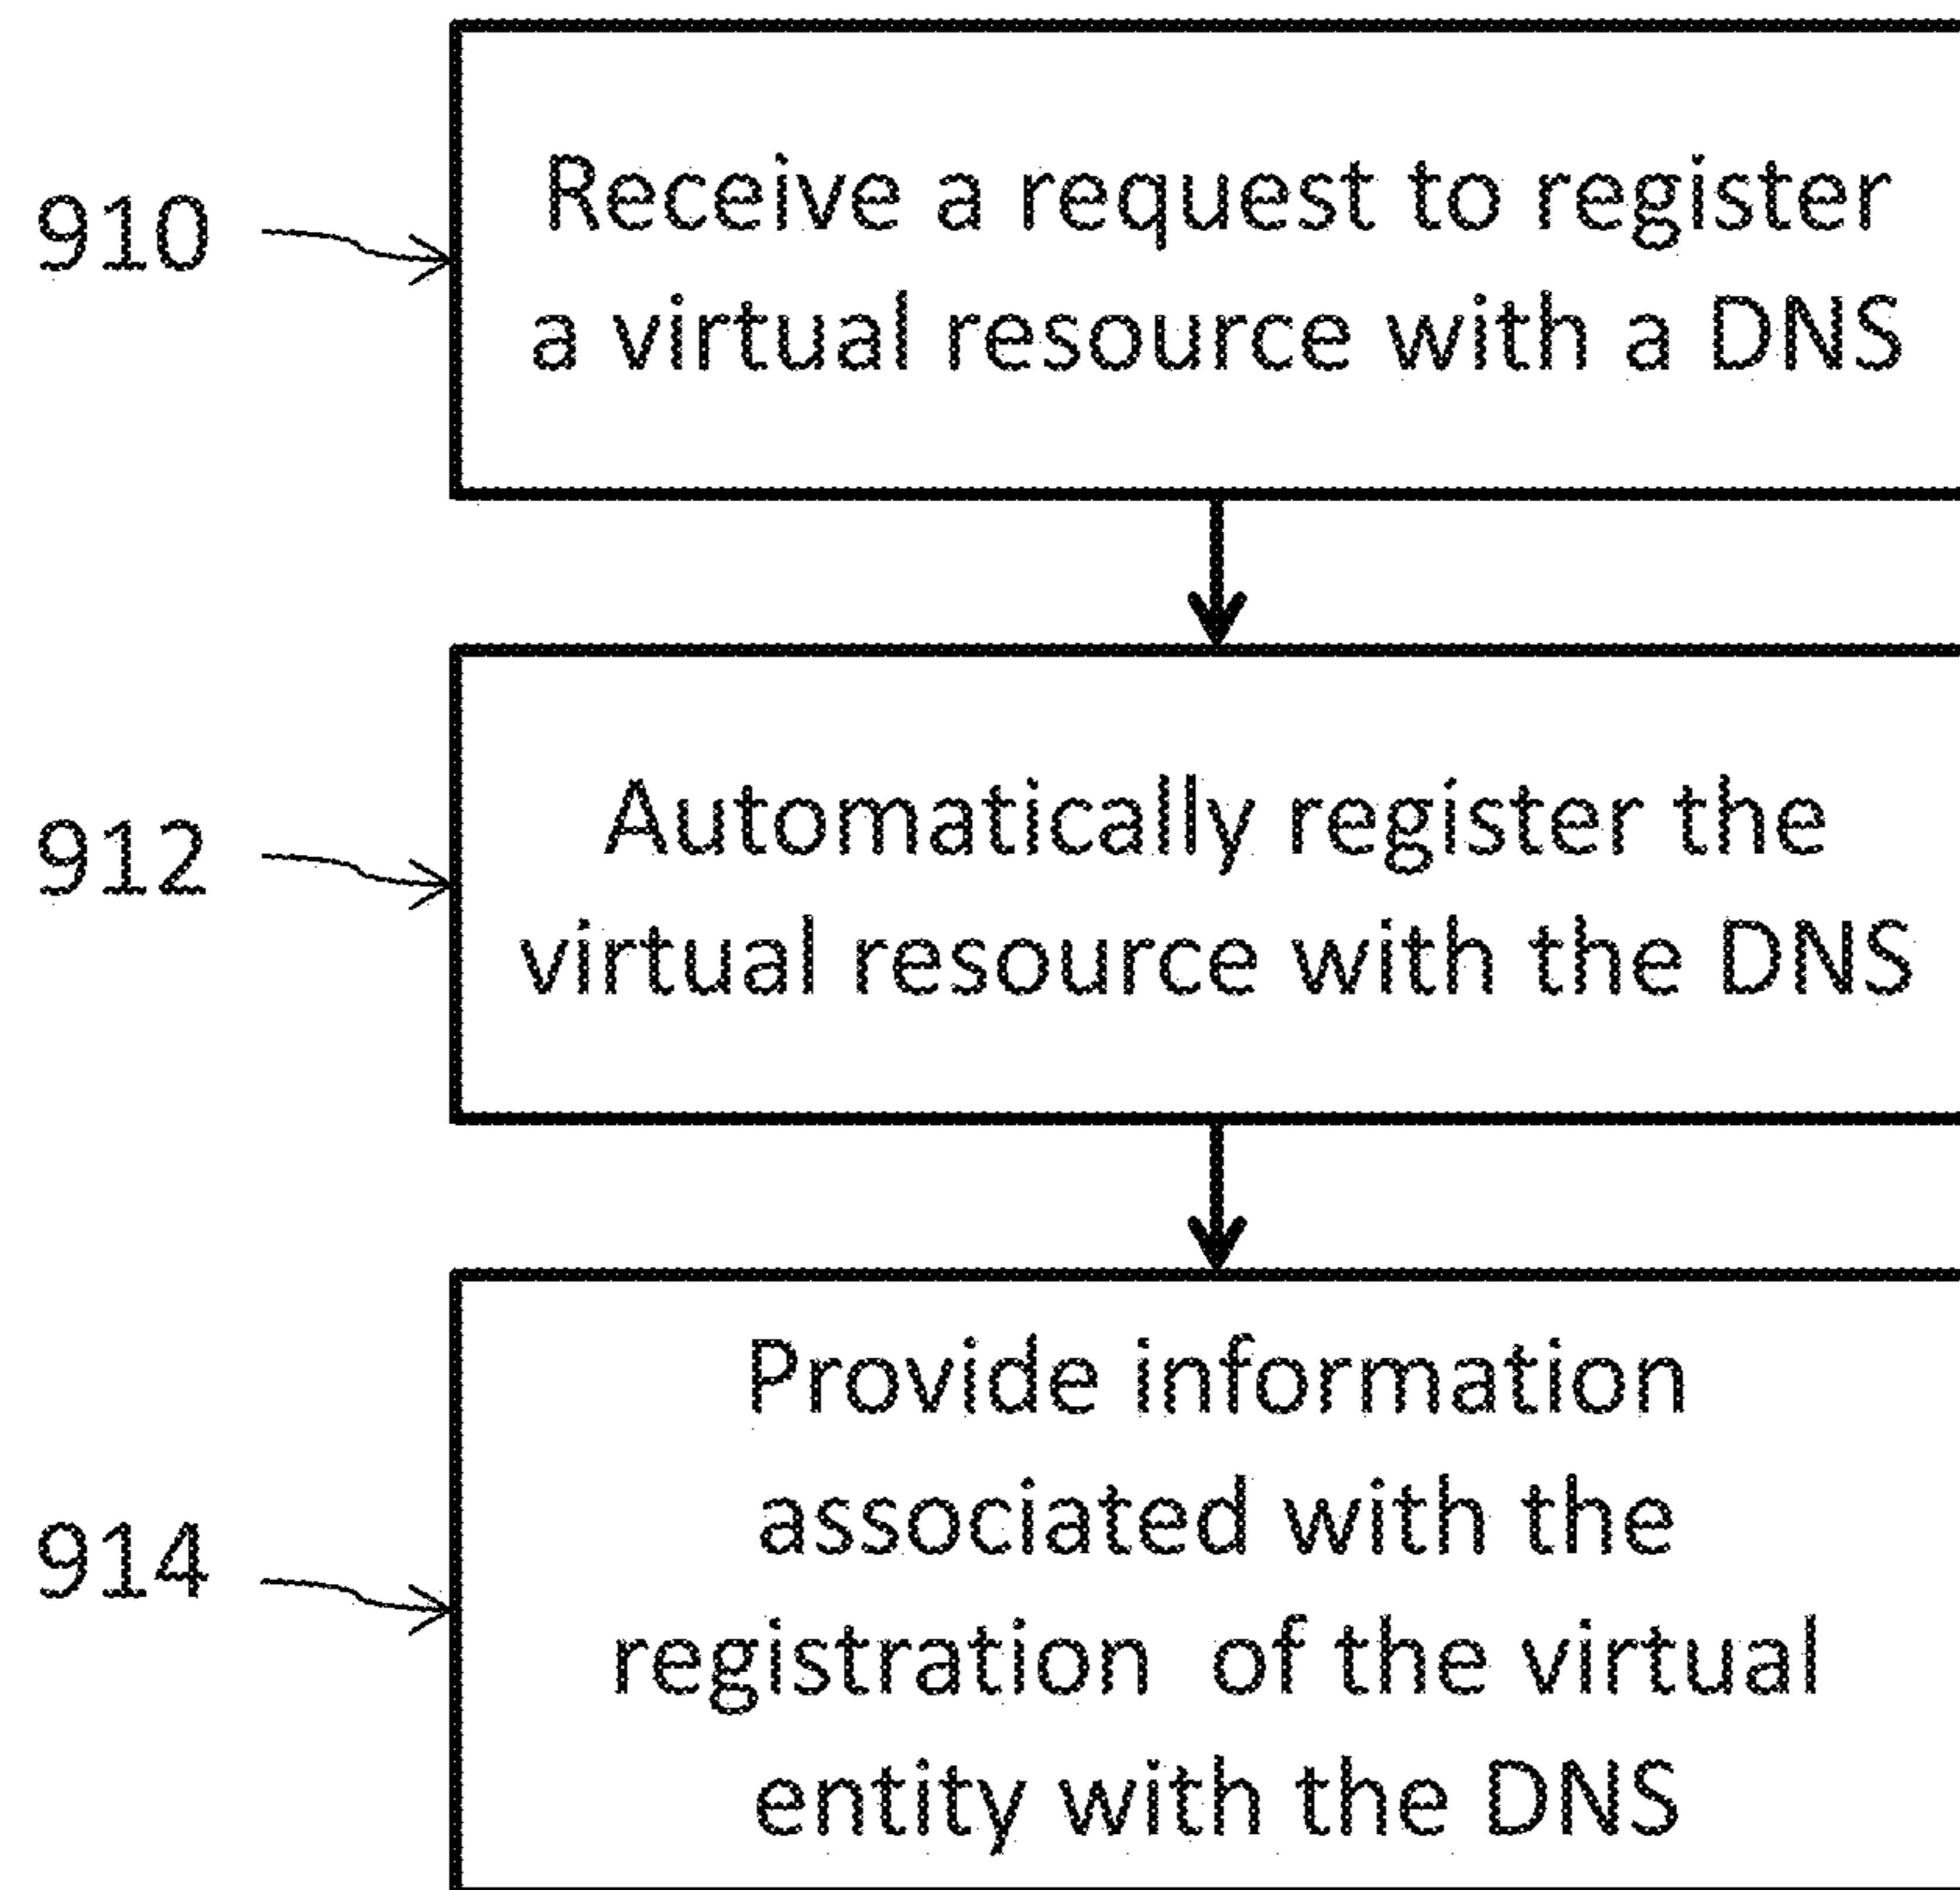 910
Receive a request to register
a virtual resource with a DNS
912
Automatically register the
virtual resource with the DNS
914
Provide information
associated with the
registration of the virtual
entity with the DNS